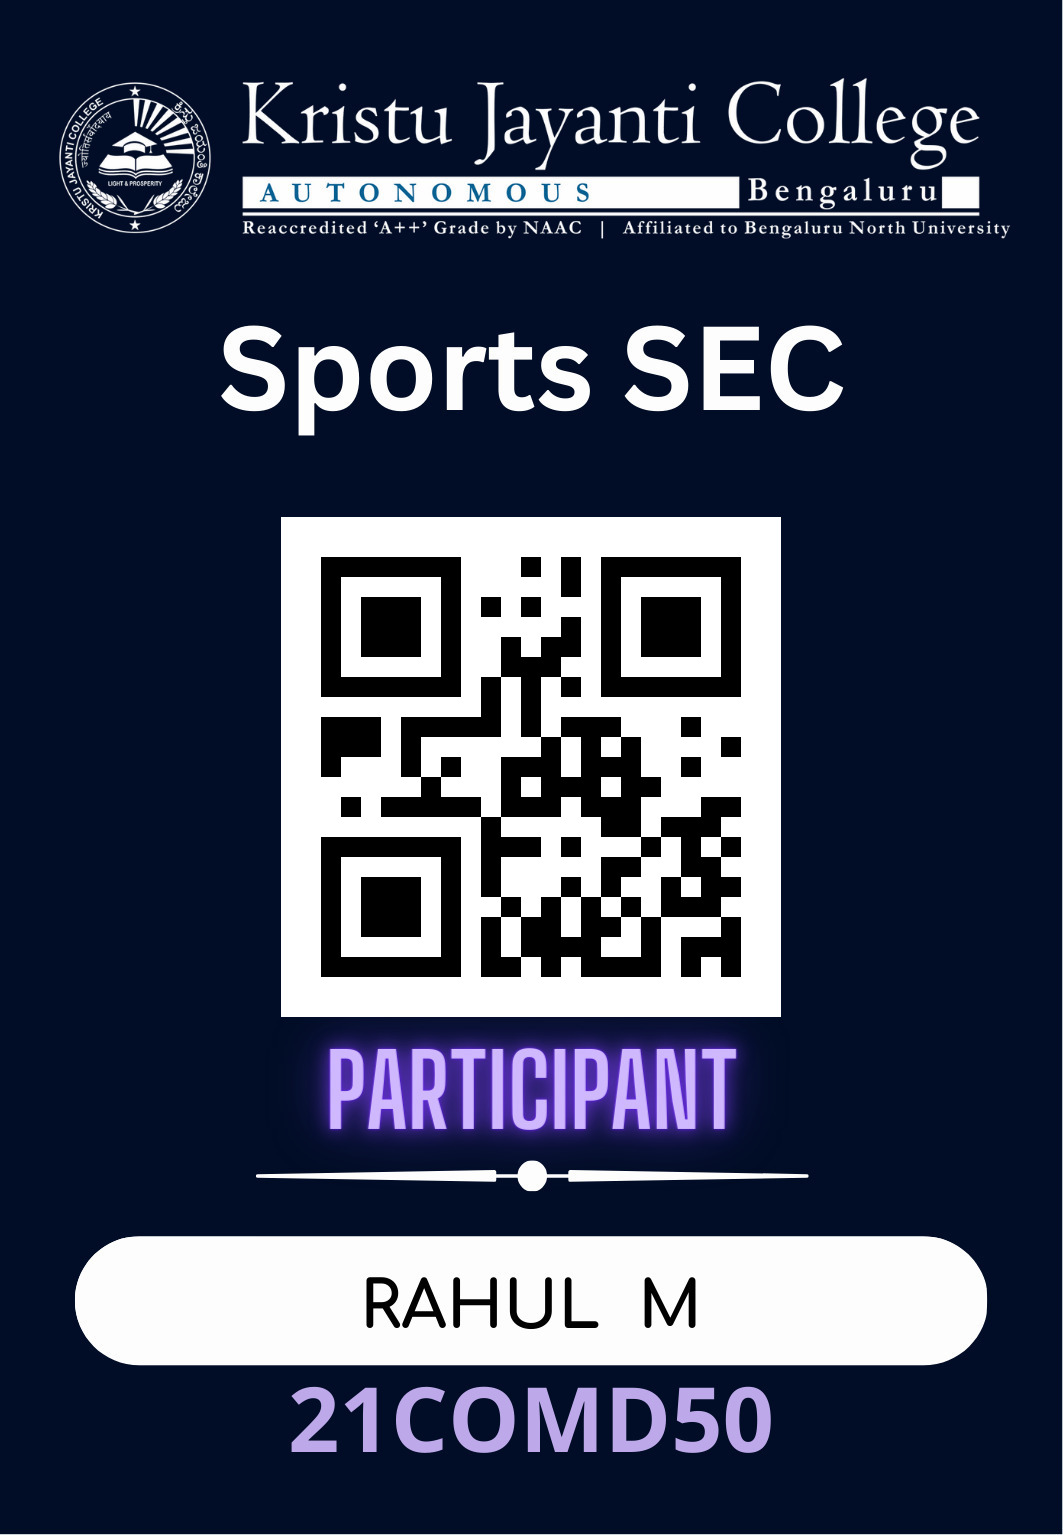 KRISTU JAYANTI COLLEGE
LIGHT & PROSPERITY
Kristu Jayanti College
AUTONOMOUS Bengaluru
Reaccredited ‘A++’ Grade by NAAC | Affiliated to Bengaluru North University
Sports SEC
PARTICIPANT
RAHUL M
21COMD50